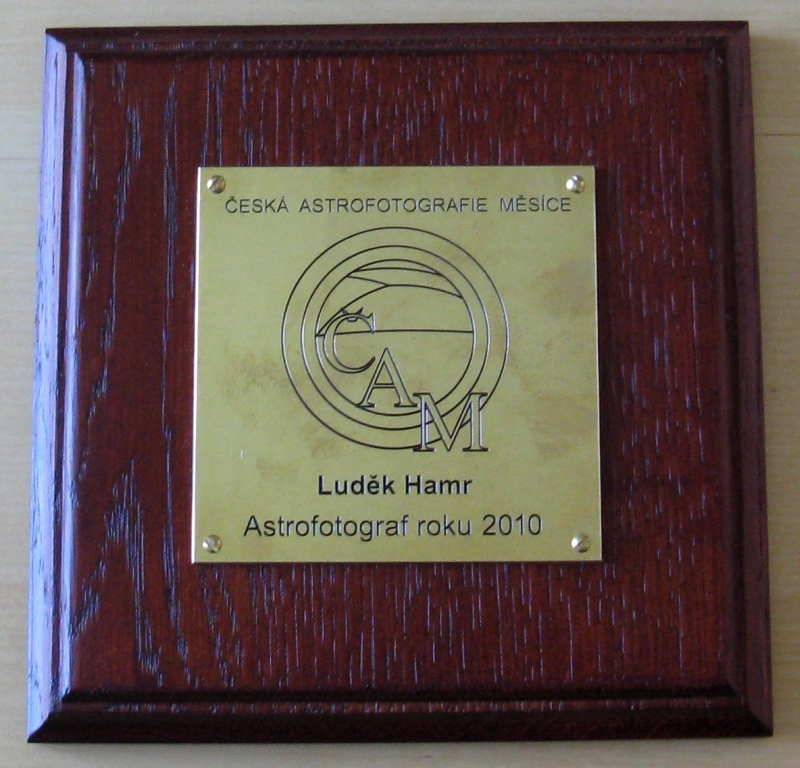 ČESKÁ ASTROFOTOGRAFIE MĚSÍCE
ČAM
Luděk Hamr
Astrofotograf roku 2010